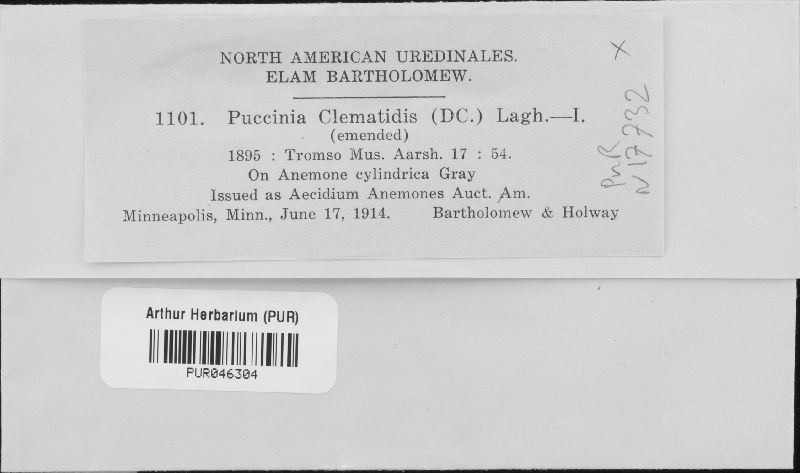 NORTH AMERICAN UREDINALES.
ELAM BARTHOLOMEW.
1101. Puccinia Clematidis (DC.) Lagh.—I.
(emended)
1895 : Tromso Mus. Aarsh. 17 : 54.
On Anemone cylindrica Gray
Issued as Aecidium Anemones Auct. Am.
Minneapolis, Minn., June 17, 1914. Bartholomew & Holway
X
PUR
N17732
Arthur Herbarium (PUR)
PUR046304